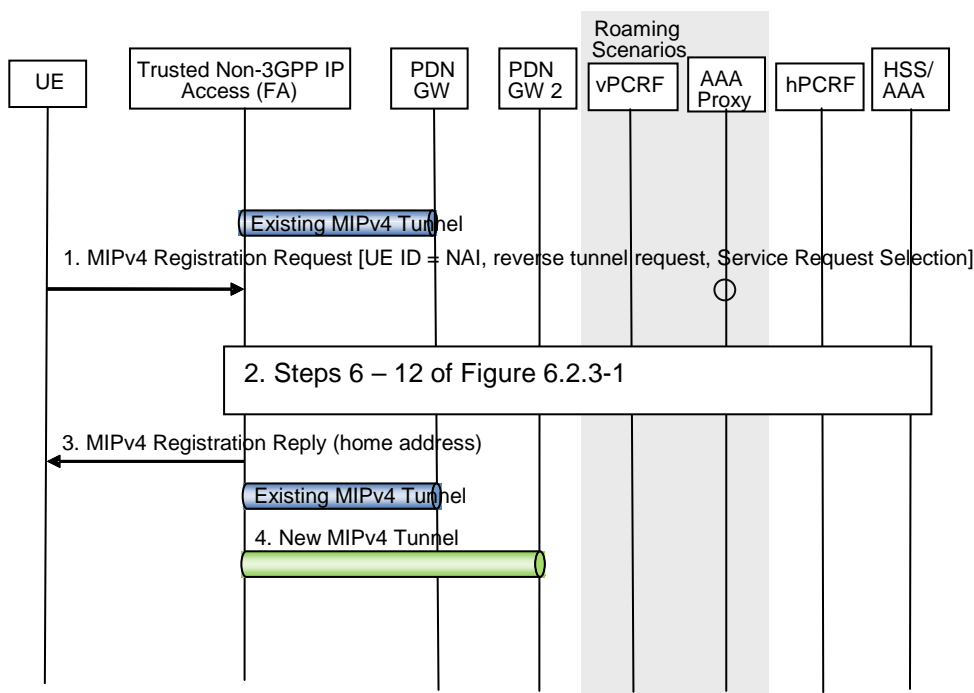 Roaming
Scenarios
UE
Trusted Non-3GPP IP
Access (FA)
PDN
GW
PDN
GW 2
vPCRF
AAA
Proxy
hPCRF
HSS/
AAA
Existing MIPv4 Tunnel
1. MIPv4 Registration Request [UE ID = NAI, reverse tunnel request, Service Request Selection]
2. Steps 6 – 12 of Figure 6.2.3-1
3. MIPv4 Registration Reply (home address)
Existing MIPv4 Tunnel
4. New MIPv4 Tunnel